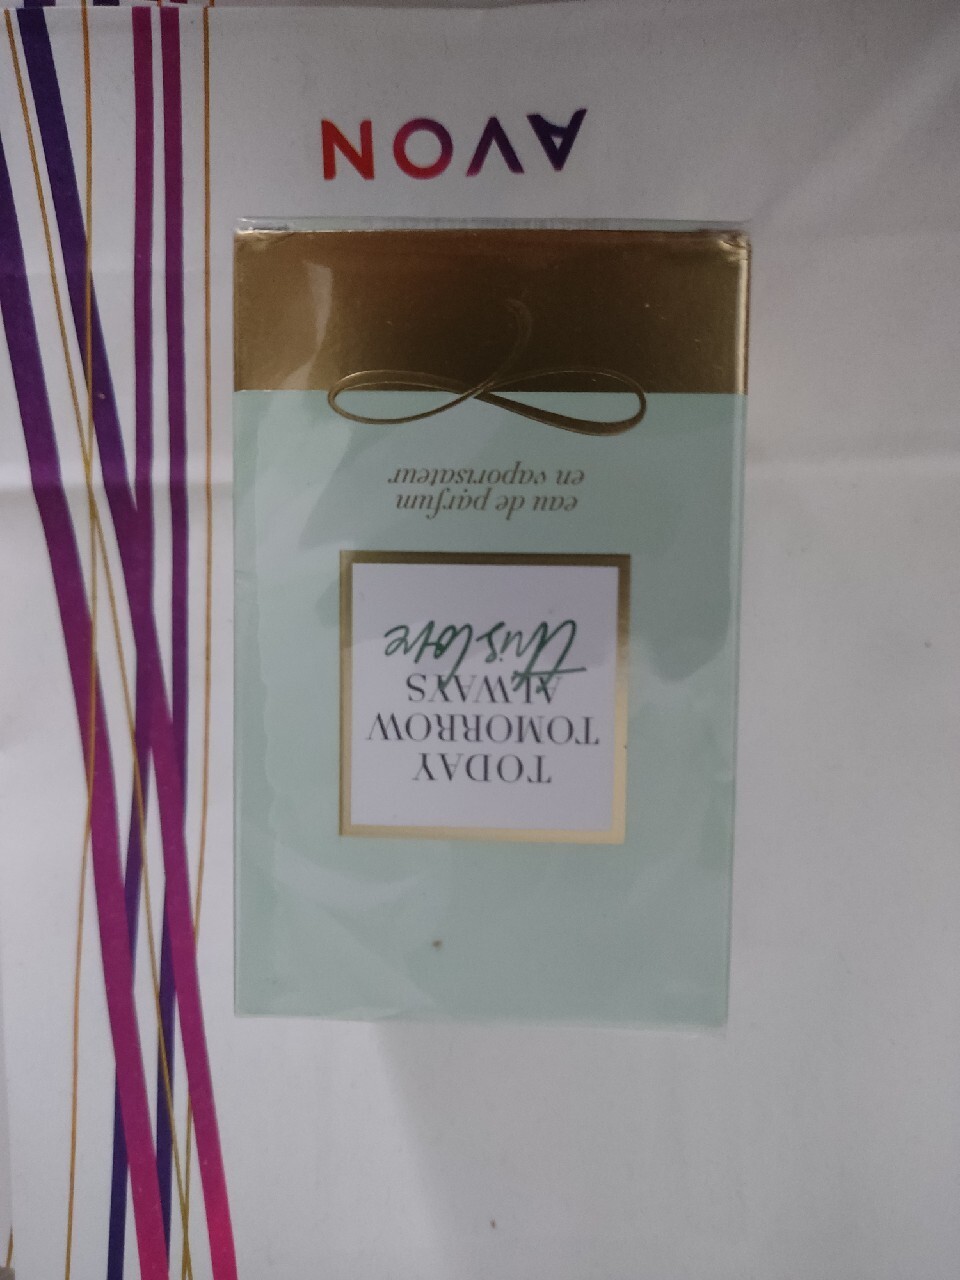 AVON
TODAY
TOMORROW
ALWAYS
this love
eau de parfum
en vaporisateur